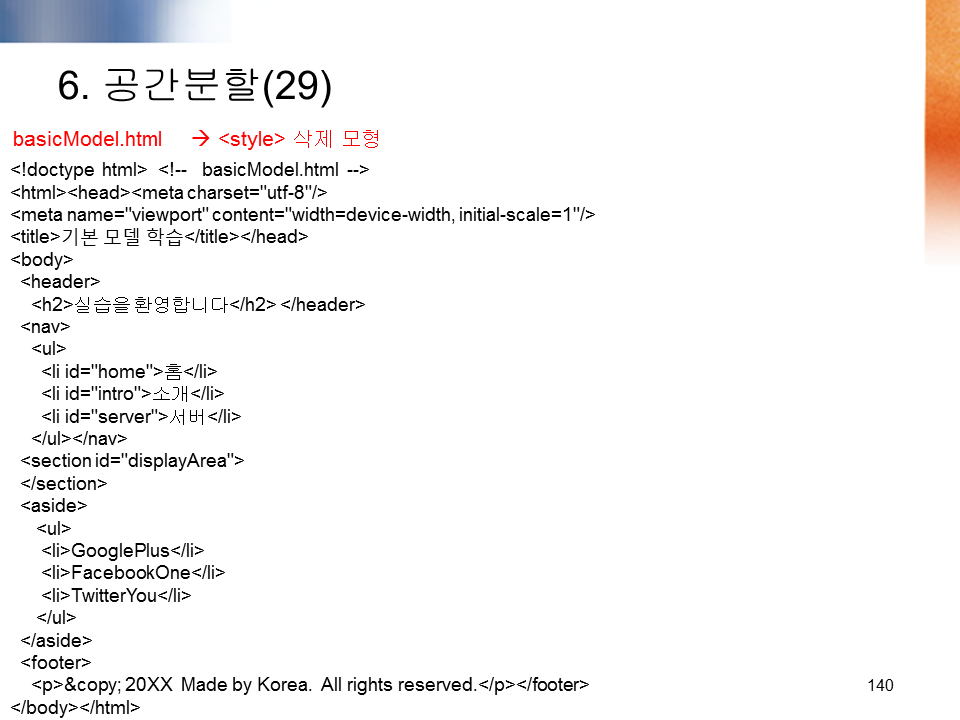 6. 공간분할(29)
basicModel.html → <style> 삭제 모형
<!doctype html> <!-- basicModel.html -->
<html><head><meta charset="utf-8"/>
<meta name="viewport" content="width=device-width, initial-scale=1"/>
<title>기본 모델 학습</title></head>
<body>
<header>
<h2>실습을 환영합니다</h2> </header>
<nav>
<ul>
<li id="home">홈</li>
<li id="intro">소개</li>
<li id="server">서버</li>
</ul></nav>
<section id="displayArea">
</section>
<aside>
<ul>
<li>GooglePlus</li>
<li>FacebookOne</li>
<li>TwitterYou</li>
</ul>
</aside>
<footer>
<p>&copy; 20XX Made by Korea. All rights reserved.</p></footer>
</body></html>
140